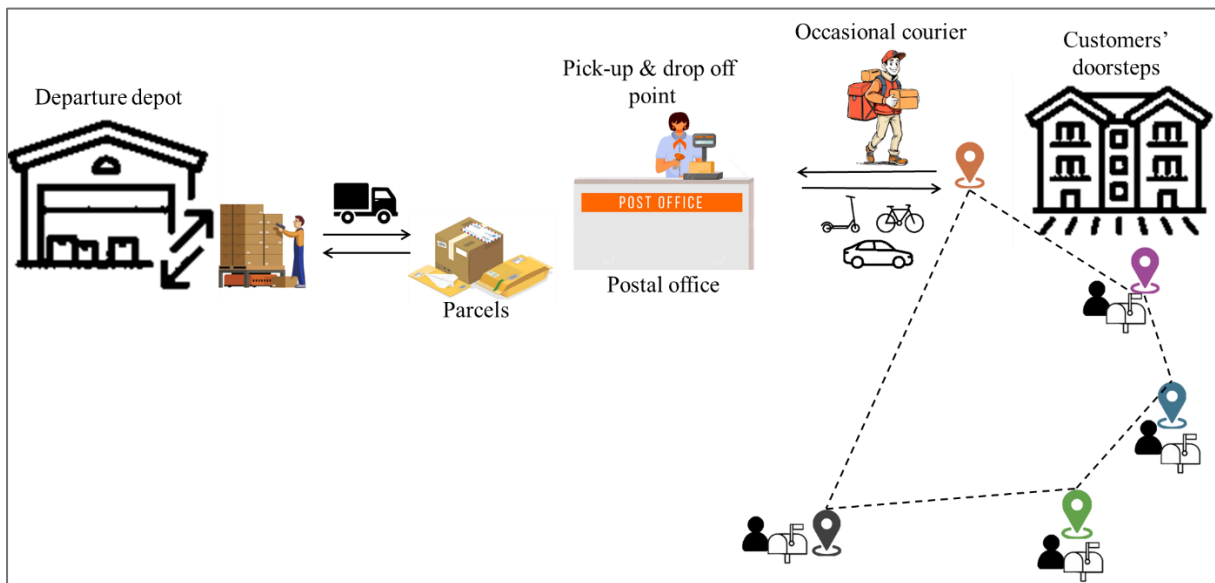 Departure depot
Parcels
Pick-up & drop off
point
POST OFFICE
Postal office
Occasional courier
Customers’
doorsteps